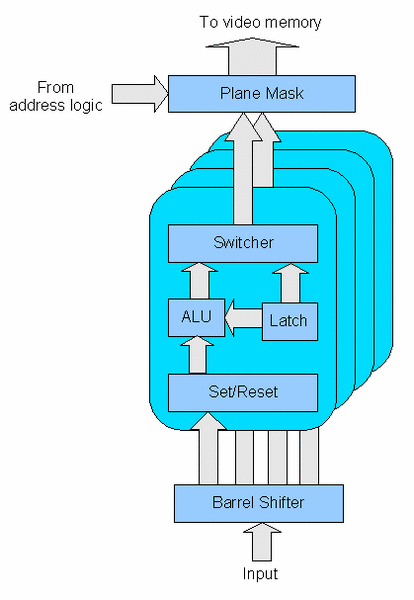 To video memory
From
address logic
Plane Mask
Switcher
ALU
Latch
Set/Reset
Barrel Shifter
Input